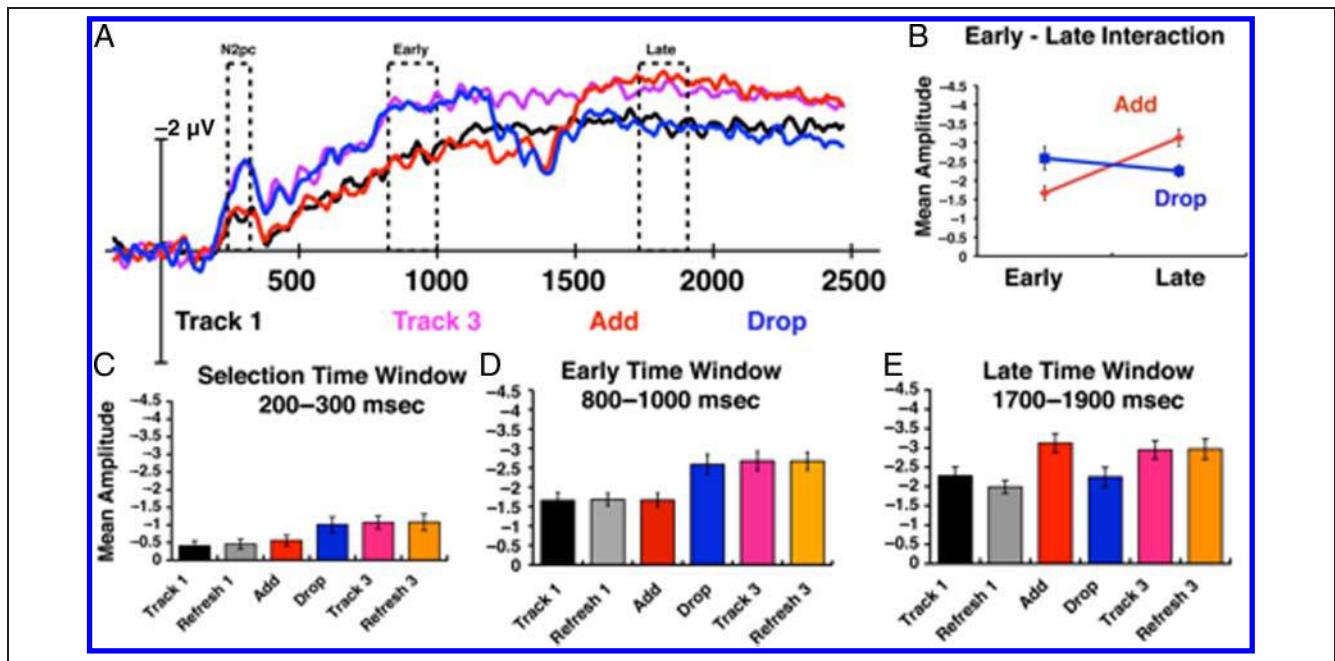 A
N2pc
Early
Late
–2 µV
500 1000 1500 2000 2500
Track 1 Track 3 Add Drop
B
Early - Late Interaction
Mean Amplitude
–4.5
–4
–3.5
–3
–2.5
–2
–1.5
–1
–0.5
0
Add
Drop
Early Late
C
Selection Time Window
200–300 msec
Mean Amplitude
–4.5
–4
–3.5
–3
–2.5
–2
–1.5
–1
–0.5
0
Track 1
Refresh 1
Add
Drop
Track 3
Refresh 3
D
Early Time Window
800–1000 msec
–4.5
–4
–3.5
–3
–2.5
–2
–1.5
–1
–0.5
0
Track 1
Refresh 1
Add
Drop
Track 3
Refresh 3
E
Late Time Window
1700–1900 msec
–4.5
–4
–3.5
–3
–2.5
–2
–1.5
–1
–0.5
0
Track 1
Refresh 1
Add
Drop
Track 3
Refresh 3